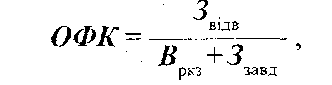 ОФК = З відв / В ркз + З завд ,